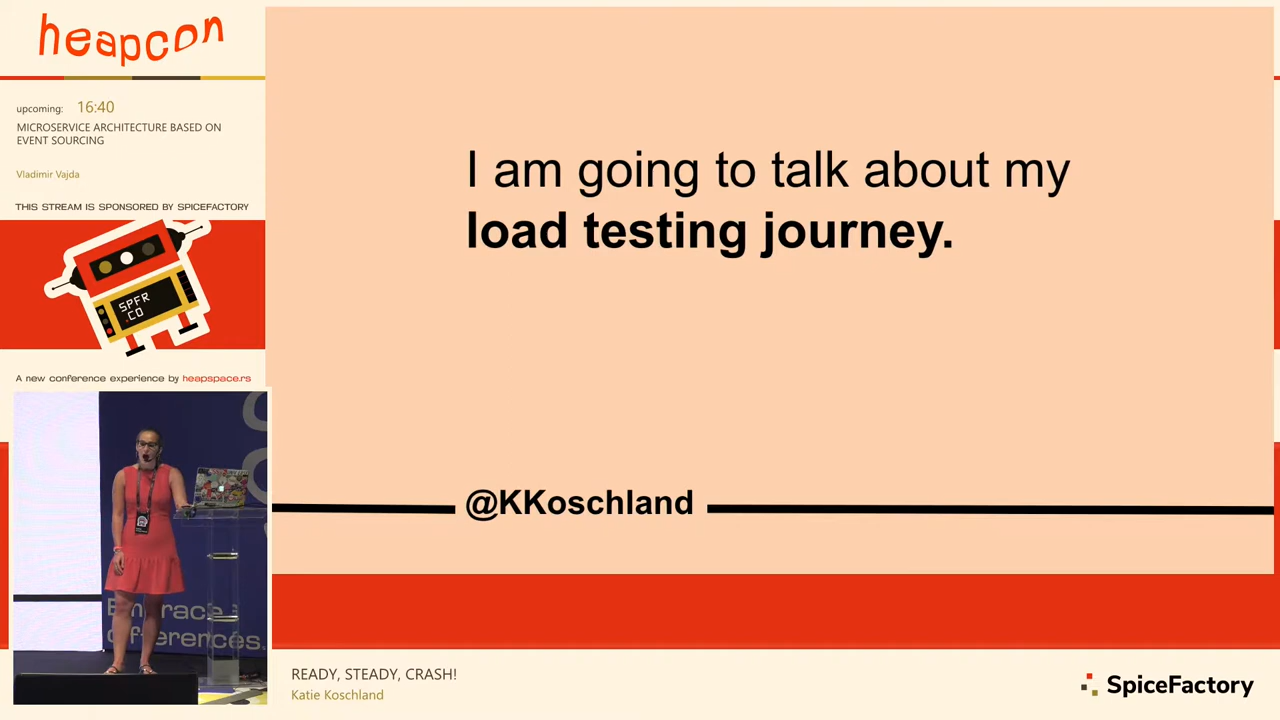 heapcon
upcoming: 16:40
MICROSERVICE ARCHITECTURE BASED ON
EVENT SOURCING
Vladimir Vajda
THIS STREAM IS SPONSORED BY SPICEFACTORY
SPFR
.CO
A new conference experience by heapspace.rs
I am going to talk about my
load testing journey.
@KKoschland
Embrace
differences.
READY, STEADY, CRASH!
Katie Koschland
SpiceFactory